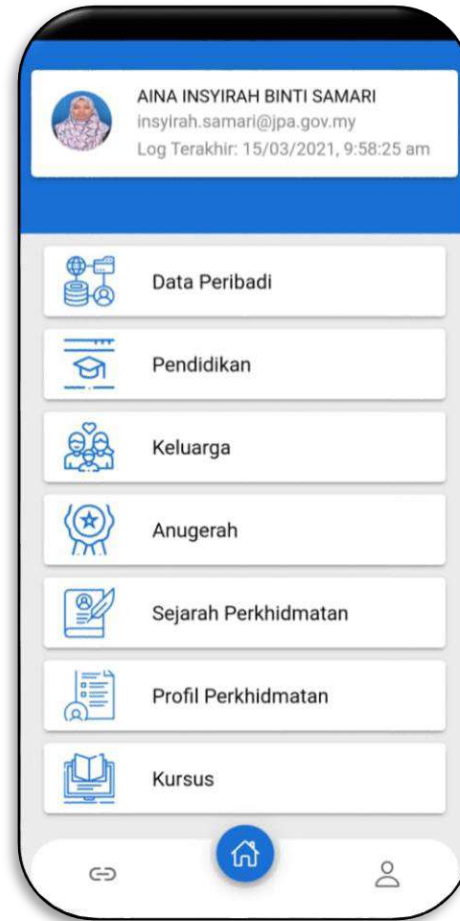 AINA INSYIRAH BINTI SAMARI
insyirah.samari@jpa.gov.my
Log Terakhir: 15/03/2021, 9:58:25 am
Data Peribadi
Pendidikan
Keluarga
Anugerah
Sejarah Perkhidmatan
Profil Perkhidmatan
Kursus